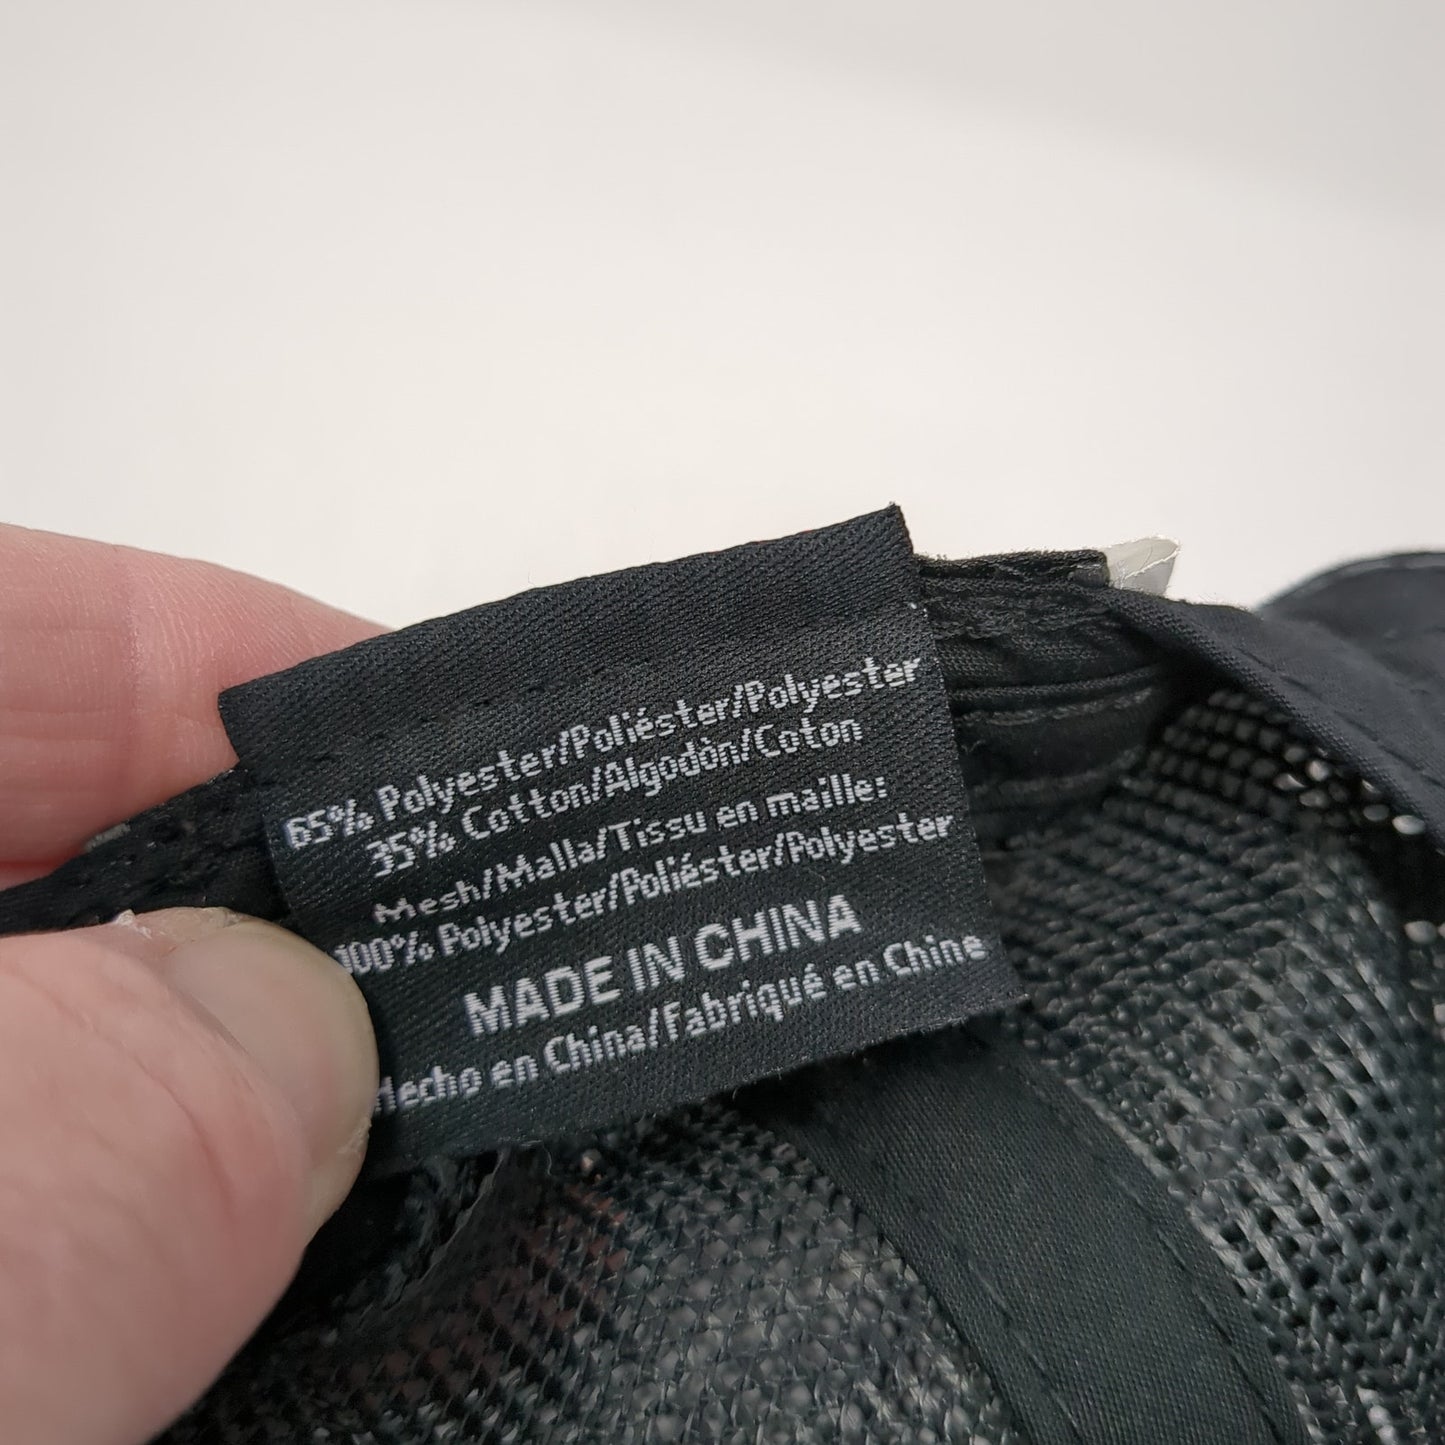 65% Polyester/Poliéster/Polyester
35% Cotton/Algodòn/Coton
Mesh/Malla/Tissu en maille:
100% Polyester/Poliéster/Polyester
MADE IN CHINA
Hecho en China/Fabriqué en Chine